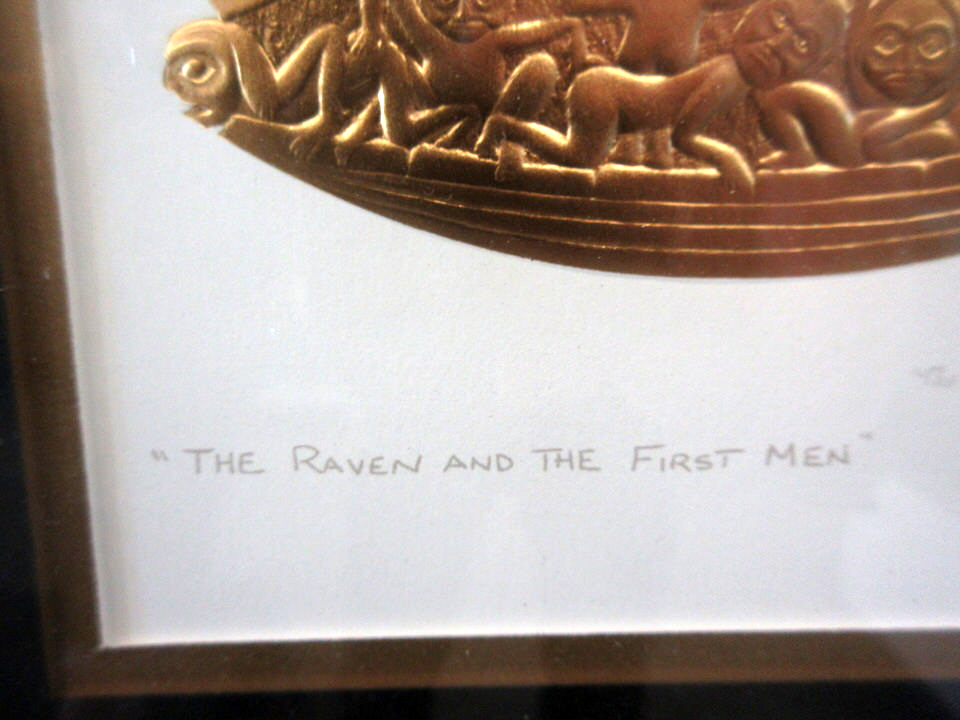 "THE RAVEN AND THE FIRST MEN"